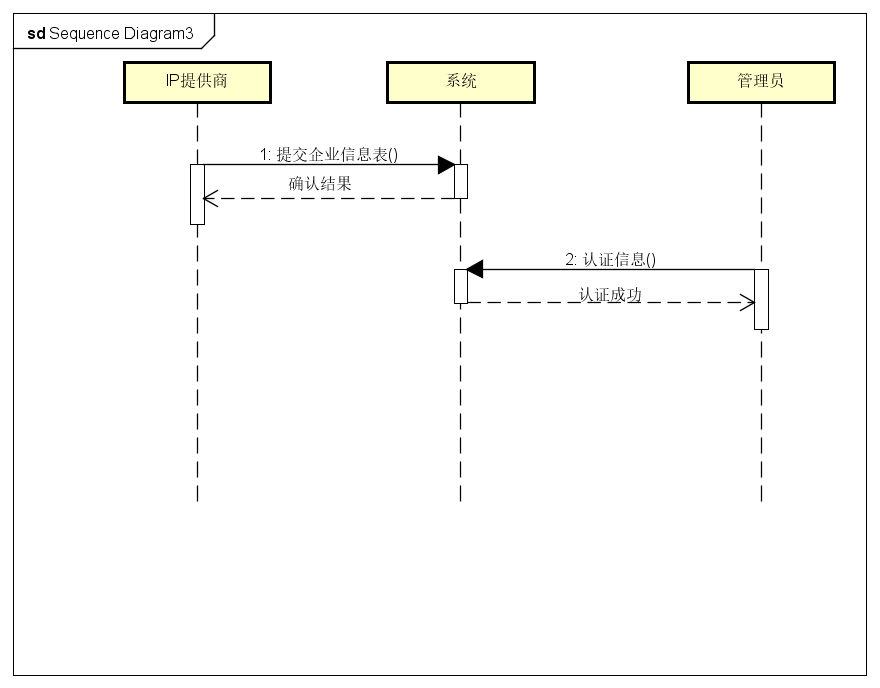 sd Sequence Diagram3
IP提供商
系统
管理员
1: 提交企业信息表()
确认结果
2: 认证信息()
认证成功